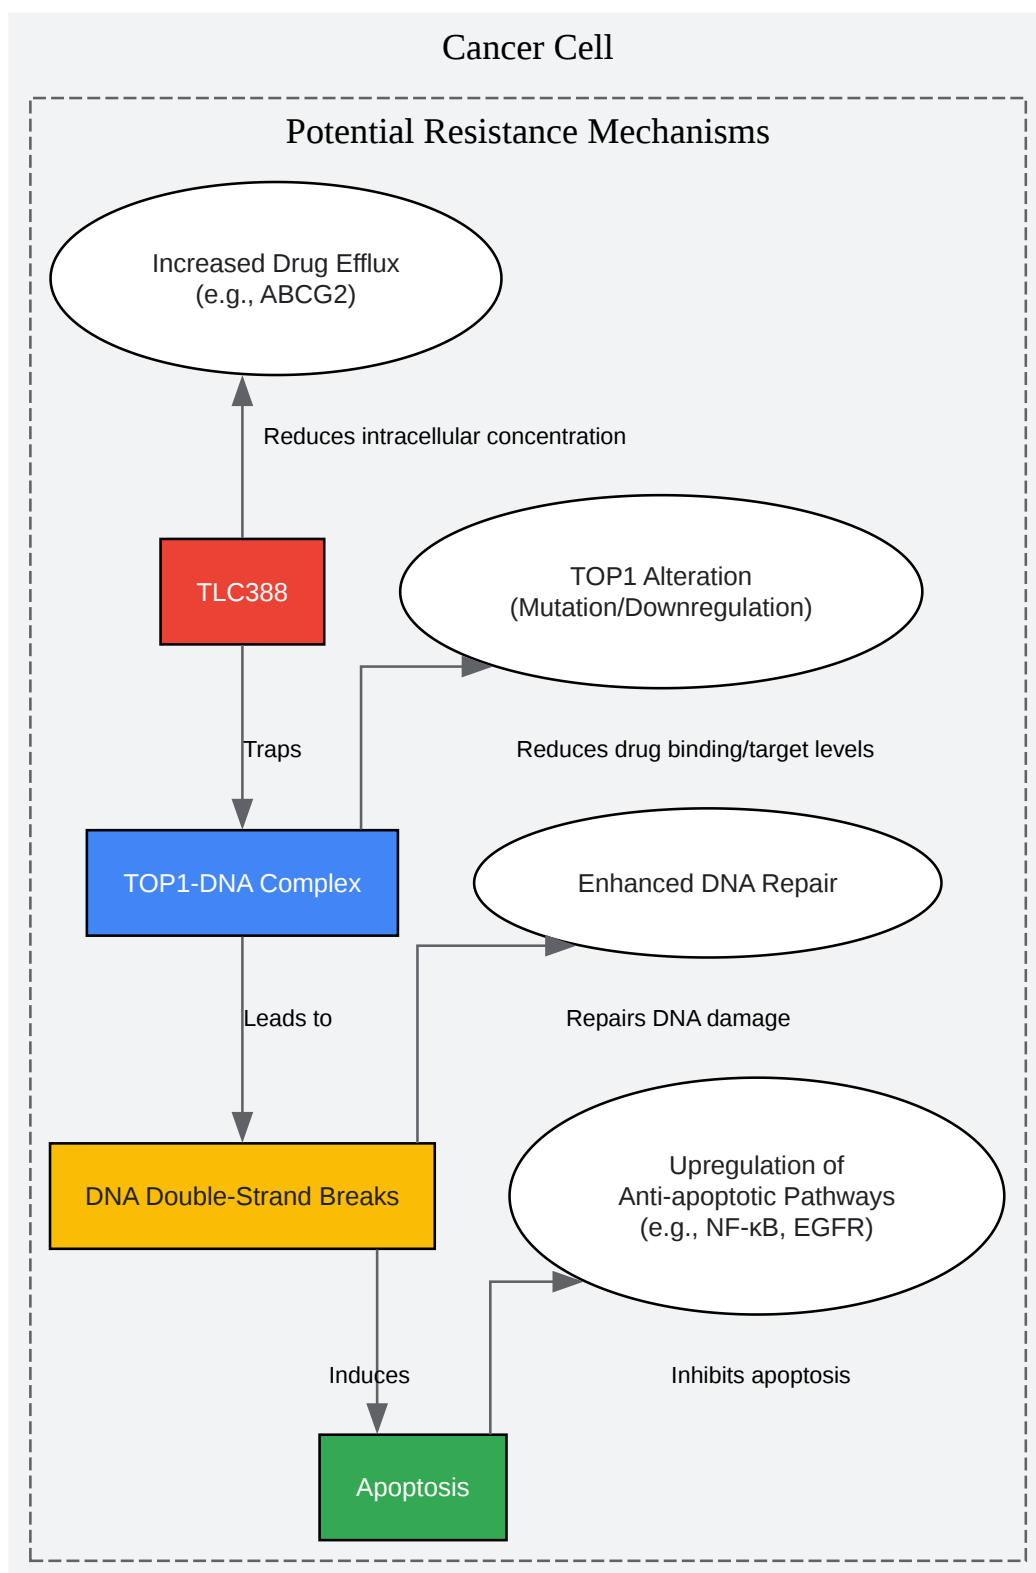 Cancer Cell
Potential Resistance Mechanisms
Increased Drug Efflux
(e.g., ABCG2)
Reduces intracellular concentration
TLC388
TOP1 Alteration
(Mutation/Downregulation)
Traps
Reduces drug binding/target levels
TOP1-DNA Complex
Enhanced DNA Repair
Leads to
Repairs DNA damage
DNA Double-Strand Breaks
Upregulation of
Anti-apoptotic Pathways
(e.g., NF-κB, EGFR)
Induces
Inhibits apoptosis
Apoptosis